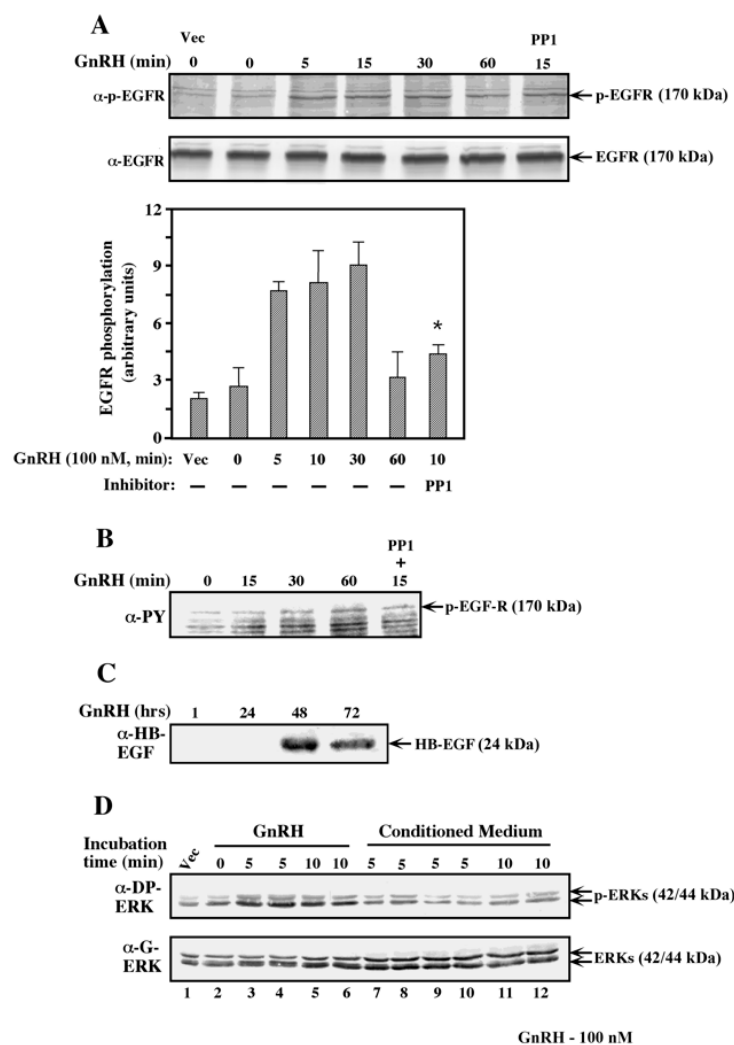 A
Vec PP1
GnRH (min) 0 0 5 15 30 60 15
α-p-EGFR p-EGFR (170 kDa)
α-EGFR EGFR (170 kDa)
EGFR phosphorylation
(arbitrary units)
12
9
6
3
0
*
GnRH (100 nM, min): Vec 0 5 10 30 60 10
Inhibitor: – – – – – – PP1
B
PP1
+
GnRH (min) 0 15 30 60 15
α-PY p-EGF-R (170 kDa)
C
GnRH (hrs) 1 24 48 72
α-HB-
EGF HB-EGF (24 kDa)
D
GnRH Conditioned Medium
Incubation
time (min) Vec 0 5 5 10 10 5 5 5 5 10 10
α-DP-
ERK p-ERKs (42/44 kDa)
α-G-
ERK ERKs (42/44 kDa)
1 2 3 4 5 6 7 8 9 10 11 12
GnRH - 100 nM